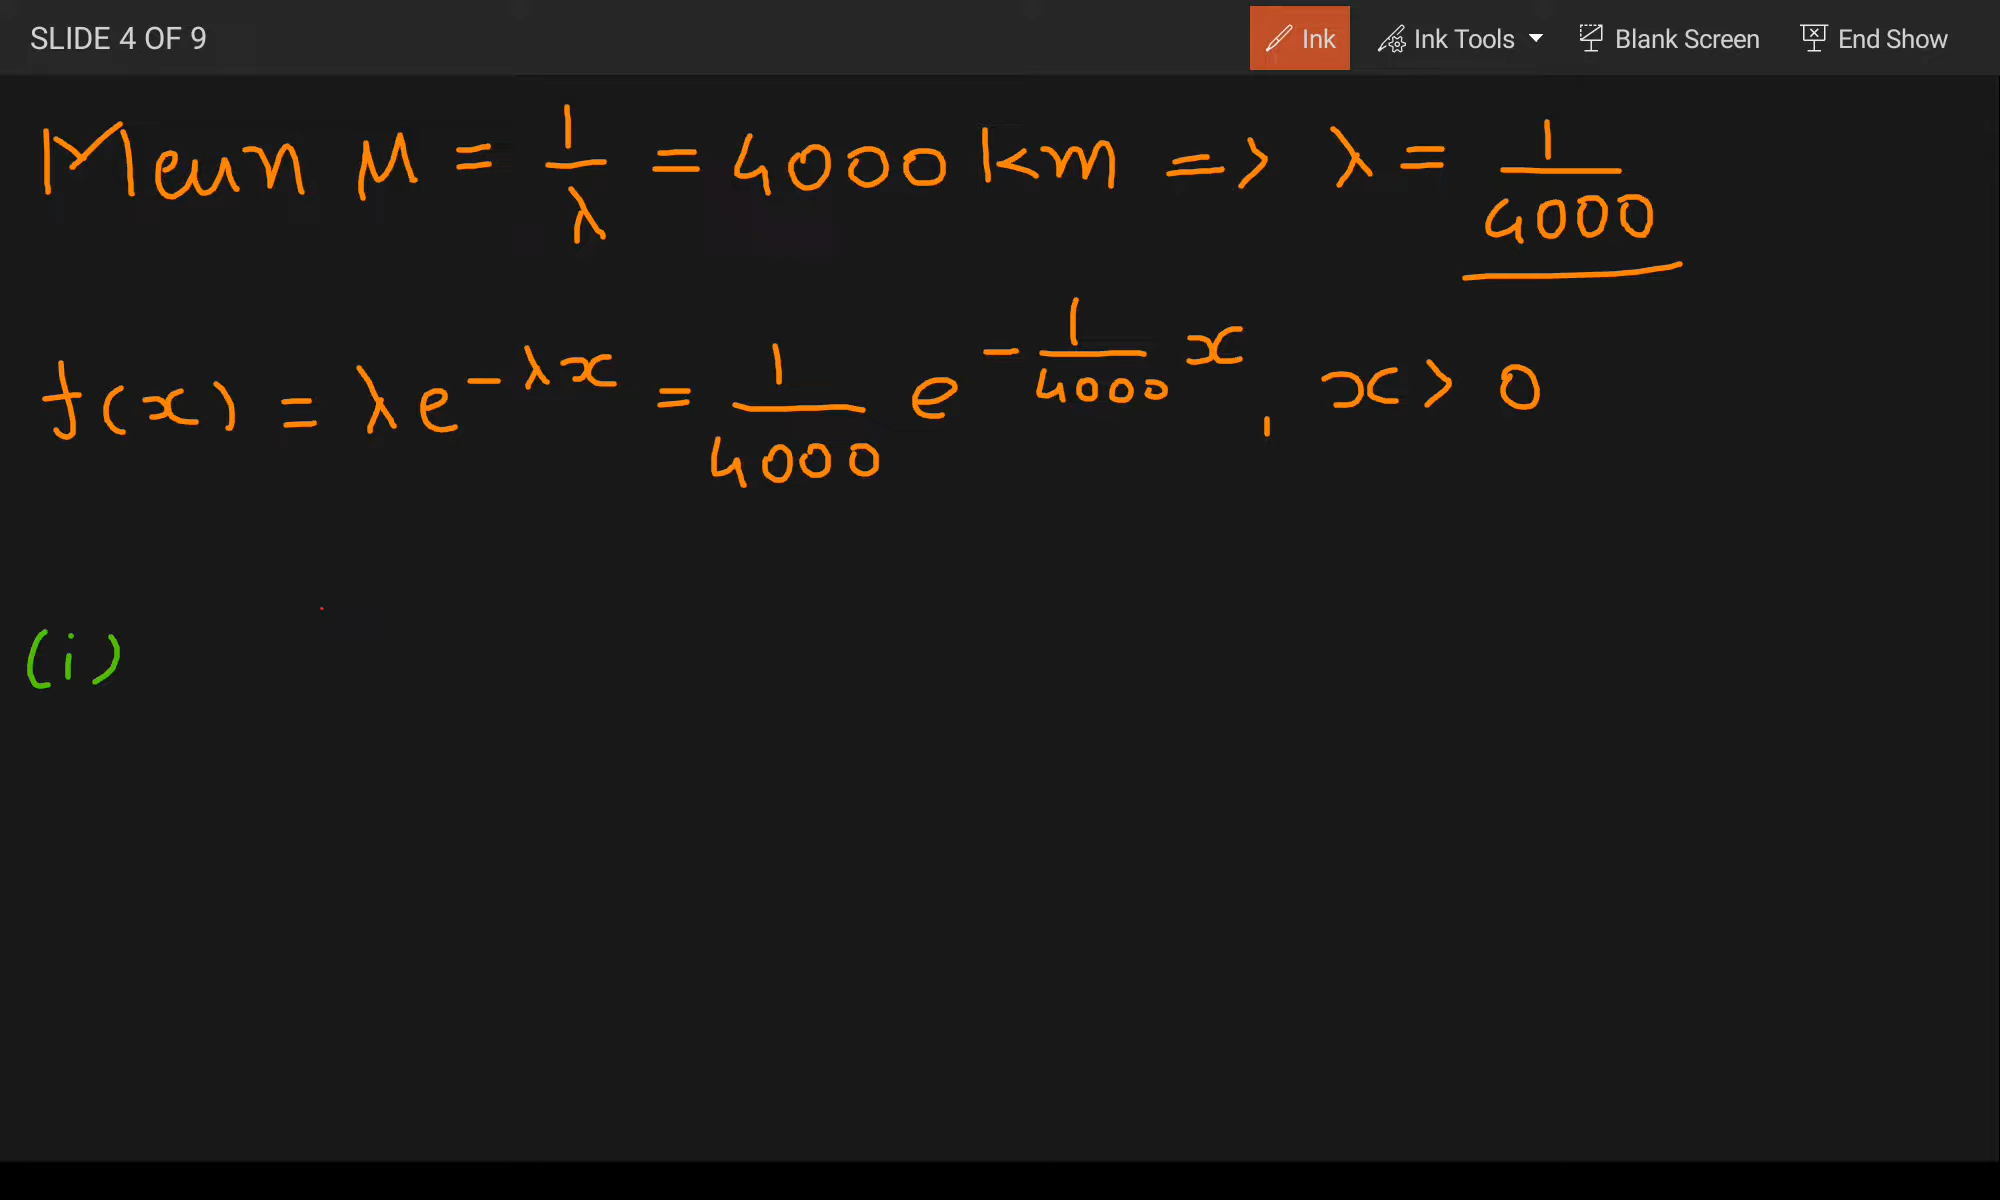 SLIDE 4 OF 9 Ink Ink Tools Blank Screen End Show
Mean μ = 1/λ = 4000 km => λ = 1/4000
f(x) = λe^{-λx} = 1/4000 e^{-1/4000 x}, x > 0
(i)